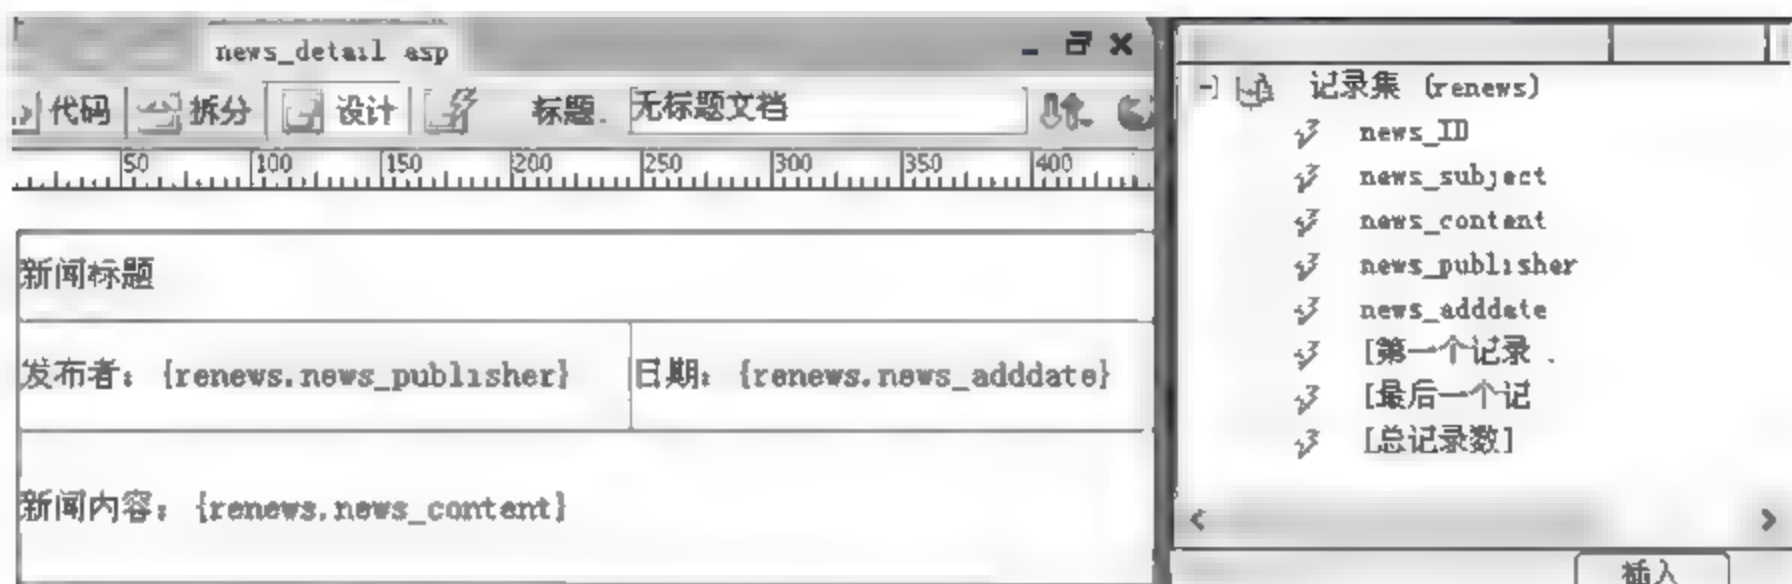 news_detail asp
代码 拆分 设计 标题. 无标题文档
50 100 150 200 250 300 350 400
新闻标题
发布者：{renews.news_publisher} 日期：{renews.news_adddate}
新闻内容：{renews.news_content}
记录集 (renews)
news_ID
news_subject
news_content
news_publisher
news_adddate
[第一个记录 .
[最后一个记
[总记录数]
插入